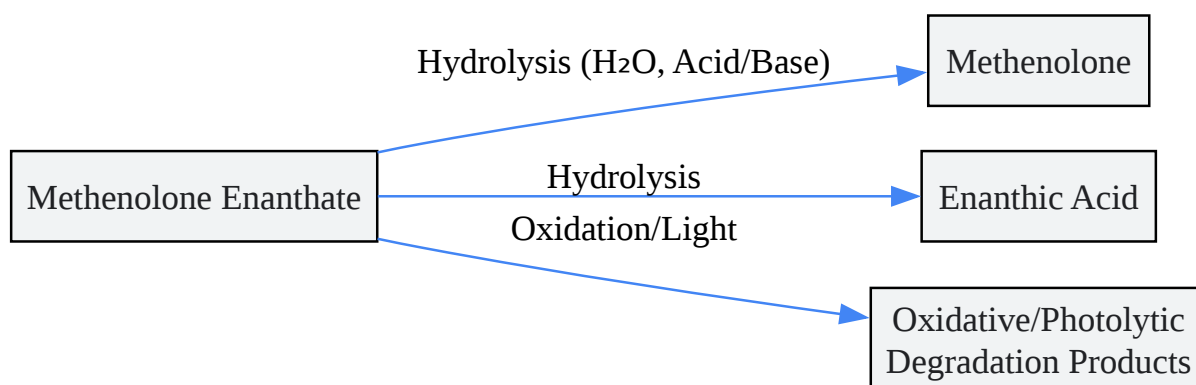 Hydrolysis (H₂O, Acid/Base)
Methenolone
Methenolone Enanthate
Hydrolysis
Enanthic Acid
Oxidation/Light
Oxidative/Photolytic
Degradation Products